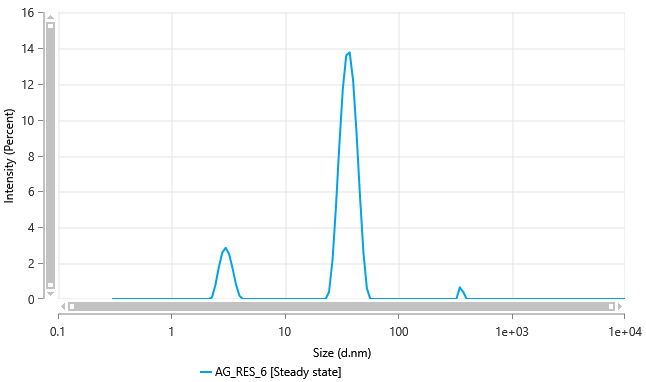 16
14
12
10
8
6
4
2
0
Intensity (Percent)
0.1 1 10 100 1e+03 1e+04
Size (d.nm)
AG_RES_6 [Steady state]